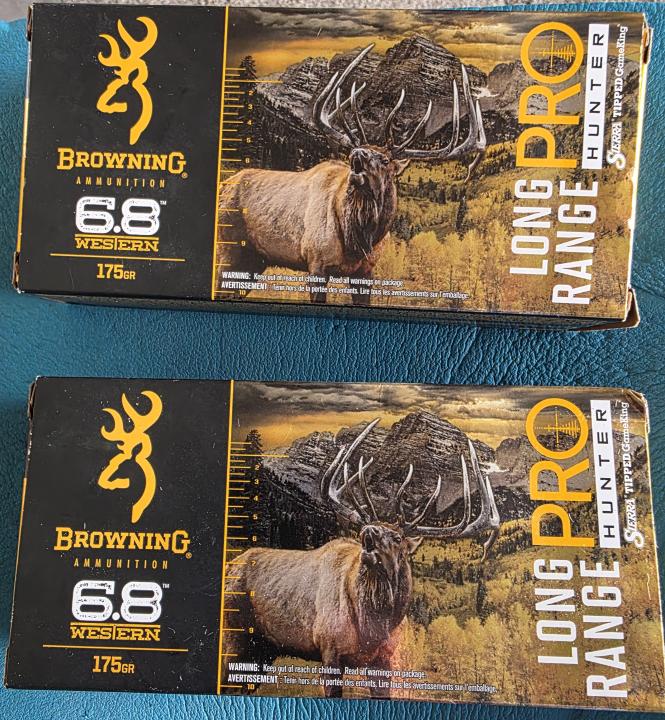 BROWNING®
AMMUNITION
6.8™
WESTERN
175GR
WARNING: Keep out of reach of children. Read all warnings on package.
AVERTISSEMENT : Tenir hors de la portée des enfants. Lire tous les avertissements sur l'emballage.
LONG RANGE
PRO
HUNTER
SIERRA TIPPED GameKing
BROWNING®
AMMUNITION
6.8™
WESTERN
175GR
WARNING: Keep out of reach of children. Read all warnings on package.
AVERTISSEMENT : Tenir hors de la portée des enfants. Lire tous les avertissements sur l'emballage.
LONG RANGE
PRO
HUNTER
SIERRA TIPPED GameKing